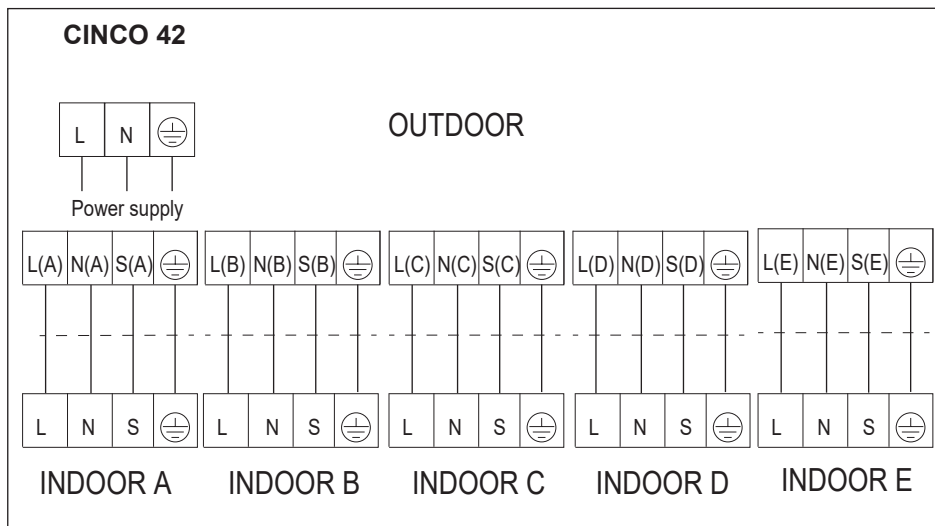 CINCO 42
L N
OUTDOOR
Power supply
L(A) N(A) S(A) L(B) N(B) S(B) L(C) N(C) S(C) L(D) N(D) S(D) L(E) N(E) S(E)
L N S L N S L N S L N S L N S
INDOOR A INDOOR B INDOOR C INDOOR D INDOOR E